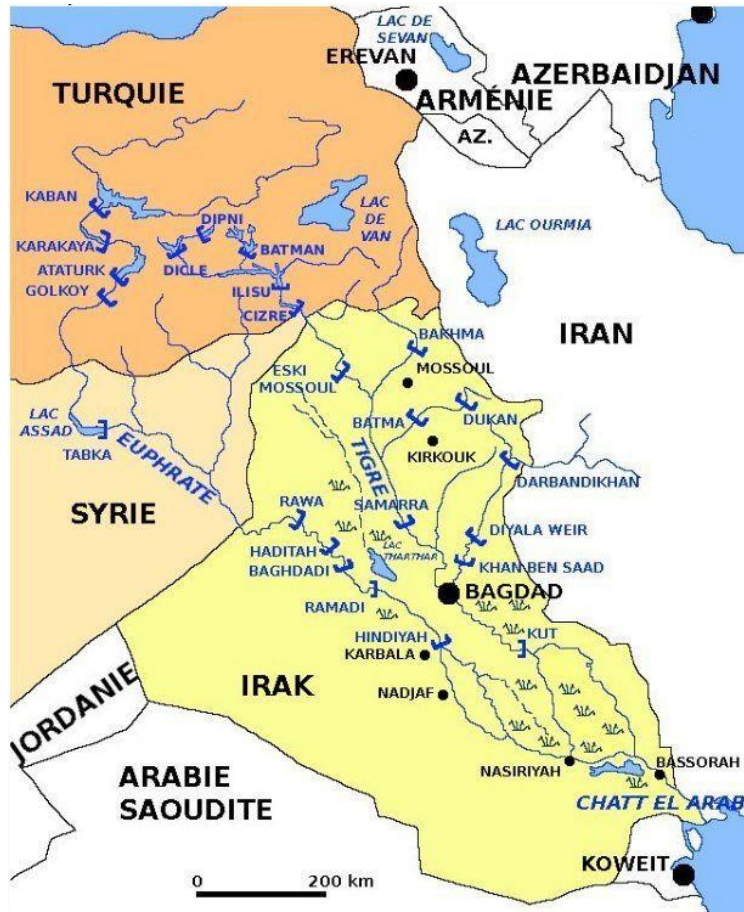 LAC DE
SEVAN
EREVAN
AZERBAIDJAN
TURQUIE
ARMÉNIE
AZ.
KABAN
DIPNI
LAC
DE
VAN
LAC OURMIA
KARAKAYA
BATMAN
ATATURK
DICLE
GOLKOY
ILISU
CIZRE
IRAN
BAKHMA
ESKI
MOSSOUL
MOSSOUL
LAC
ASSAD
BATMA
DUKAN
TABKA
EUPHRATE
KIRKOUK
TIGRE
DARBANDIKHAN
SYRIE
RAWA
SAMARRA
DIYALA WEIR
HADITAH
LAC
THARTHAR
BAGHDADI
KHAN BEN SAAD
BAGDAD
RAMADI
HINDIYAH
KUT
KARBALA
JORDANIE
IRAK
NADJAF
NASIRIYAH
BASSORAH
ARABIE
SAOUDITE
CHATT EL ARAB
KOWEIT
0
200 km